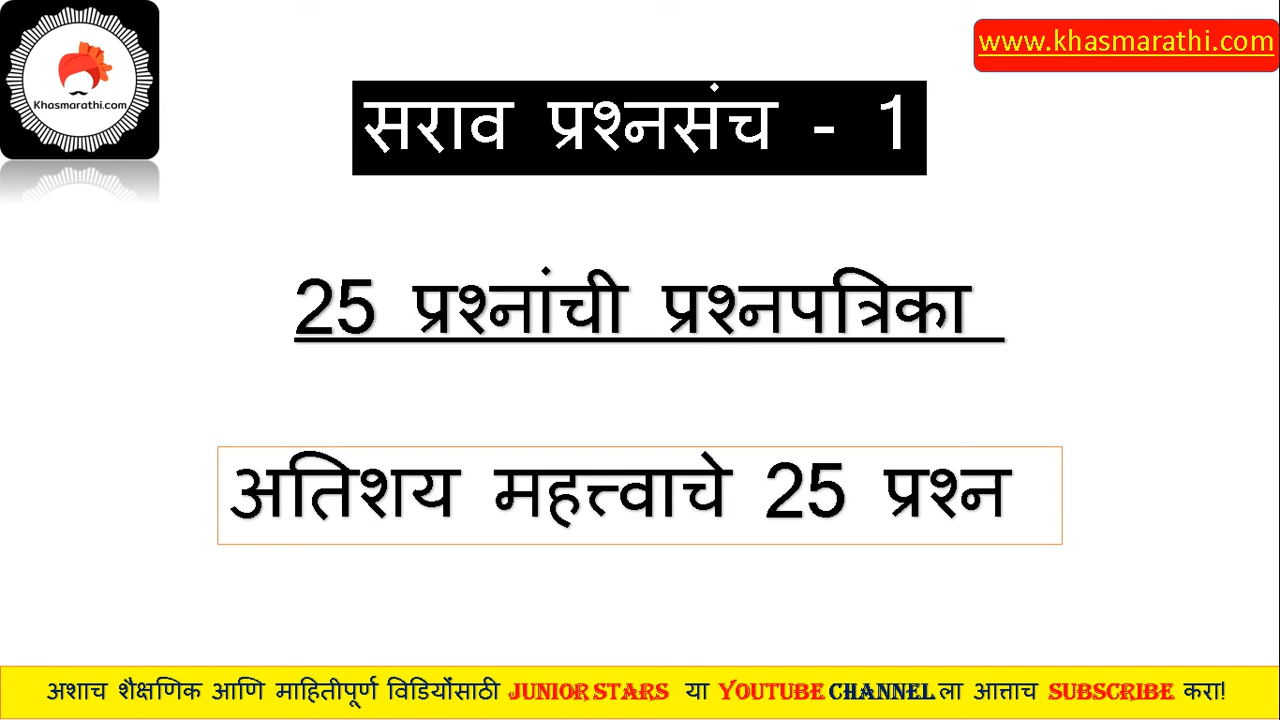 Khasmarathi.com
www.khasmarathi.com
सराव प्रश्नसंच - 1
25 प्रश्नांची प्रश्नपत्रिका
अतिशय महत्त्वाचे 25 प्रश्न
अशाच शैक्षणिक आणि माहितीपूर्ण विडियोंसाठी JUNIOR STARS या YOUTUBE CHANNEL ला आत्ताच SUBSCRIBE करा!